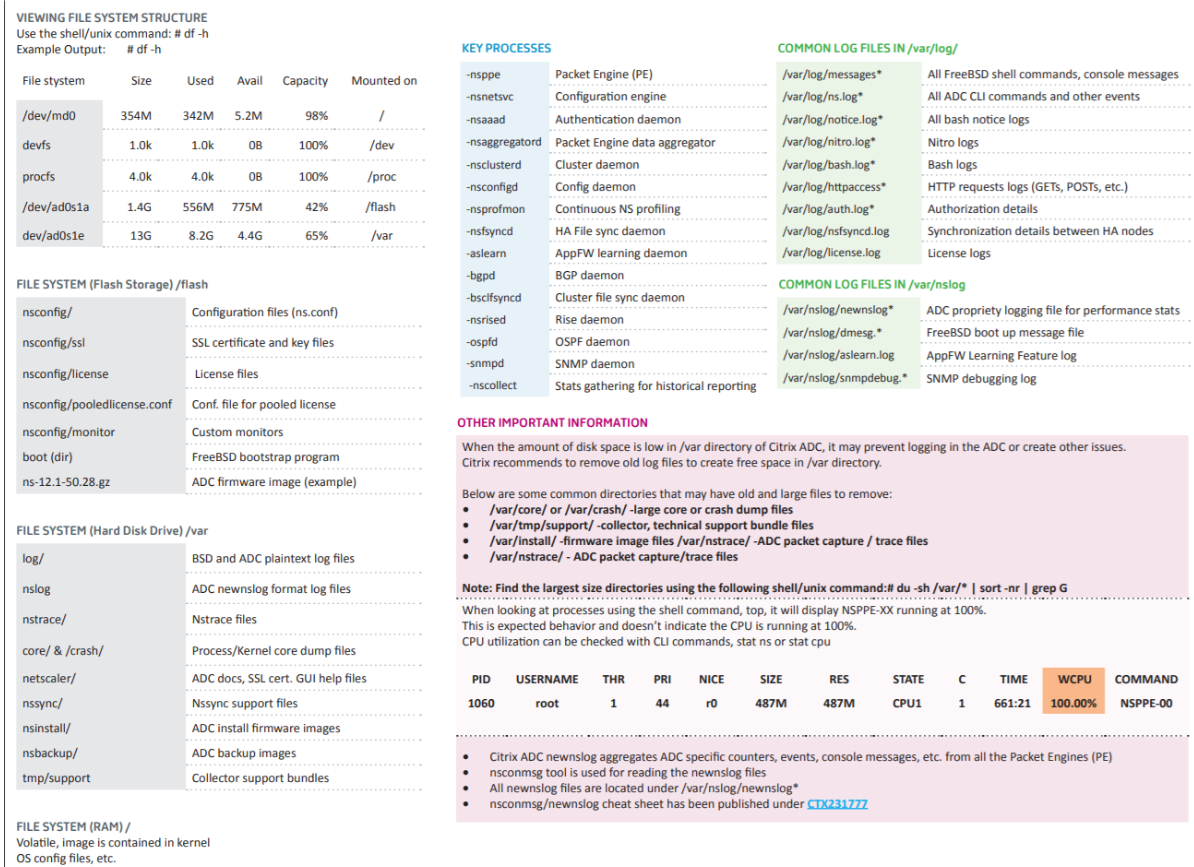 VIEWING FILE SYSTEM STRUCTURE
Use the shell/unix command: # df -h
Example Output: # df -h
File stystem Size Used Avail Capacity Mounted on
/dev/md0 354M 342M 5.2M 98% /
devfs 1.0k 1.0k 0B 100% /dev
procfs 4.0k 4.0k 0B 100% /proc
/dev/ad0s1a 1.4G 556M 775M 42% /flash
dev/ad0s1e 13G 8.2G 4.4G 65% /var
FILE SYSTEM (Flash Storage) /flash
nsconfig/ Configuration files (ns.conf)
nsconfig/ssl SSL certificate and key files
nsconfig/license License files
nsconfig/pooledlicense.conf Conf. file for pooled license
nsconfig/monitor Custom monitors
boot (dir) FreeBSD bootstrap program
ns-12.1-50.28.gz ADC firmware image (example)
FILE SYSTEM (Hard Disk Drive) /var
log/ BSD and ADC plaintext log files
nslog ADC newnslog format log files
nstrace/ Nstrace files
core/ & /crash/ Process/Kernel core dump files
netscaler/ ADC docs, SSL cert. GUI help files
nssync/ Nssync support files
nsinstall/ ADC install firmware images
nsbackup/ ADC backup images
tmp/support Collector support bundles
FILE SYSTEM (RAM) /
Volatile, image is contained in kernel
OS config files, etc.
KEY PROCESSES
-nsppe Packet Engine (PE)
-nsnetsvc Configuration engine
-nsaaad Authentication daemon
-nsaggregatord Packet Engine data aggregator
-nsclusterd Cluster daemon
-nsconfigd Config daemon
-nsprofmon Continuous NS profiling
-nsfsyncd HA File sync daemon
-aslearn AppFW learning daemon
-bgpd BGP daemon
-bsclfsyncd Cluster file sync daemon
-nsrised Rise daemon
-ospfd OSPF daemon
-snmpd SNMP daemon
-nscollect Stats gathering for historical reporting
COMMON LOG FILES IN /var/log/
/var/log/messages* All FreeBSD shell commands, console messages
/var/log/ns.log* All ADC CLI commands and other events
/var/log/notice.log* All bash notice logs
/var/log/nitro.log* Nitro logs
/var/log/bash.log* Bash logs
/var/log/httpaccess* HTTP requests logs (GETs, POSTs, etc.)
/var/log/auth.log* Authorization details
/var/log/nsfsyncd.log Synchronization details between HA nodes
/var/log/license.log License logs
COMMON LOG FILES IN /var/nslog
/var/nslog/newnslog* ADC propriety logging file for performance stats
/var/nslog/dmesg.* FreeBSD boot up message file
/var/nslog/aslearn.log AppFW Learning Feature log
/var/nslog/snmpdebug.* SNMP debugging log
OTHER IMPORTANT INFORMATION
When the amount of disk space is low in /var directory of Citrix ADC, it may prevent logging in the ADC or create other issues.
Citrix recommends to remove old log files to create free space in /var directory.
Below are some common directories that may have old and large files to remove:
• /var/core/ or /var/crash/ -large core or crash dump files
• /var/tmp/support/ -collector, technical support bundle files
• /var/install/ -firmware image files /var/nstrace/ -ADC packet capture / trace files
• /var/nstrace/ - ADC packet capture/trace files
Note: Find the largest size directories using the following shell/unix command:# du -sh /var/* | sort -nr | grep G
When looking at processes using the shell command, top, it will display NSPPE-XX running at 100%.
This is expected behavior and doesn't indicate the CPU is running at 100%.
CPU utilization can be checked with CLI commands, stat ns or stat cpu
PID USERNAME THR PRI NICE SIZE RES STATE C TIME WCPU COMMAND
1060 root 1 44 r0 487M 487M CPU1 1 661:21 100.00% NSPPE-00
• Citrix ADC newnslog aggregates ADC specific counters, events, console messages, etc. from all the Packet Engines (PE)
• nsconmsg tool is used for reading the newnslog files
• All newnslog files are located under /var/nslog/newnslog*
• nsconmsg/newnslog cheat sheet has been published under CTX231777